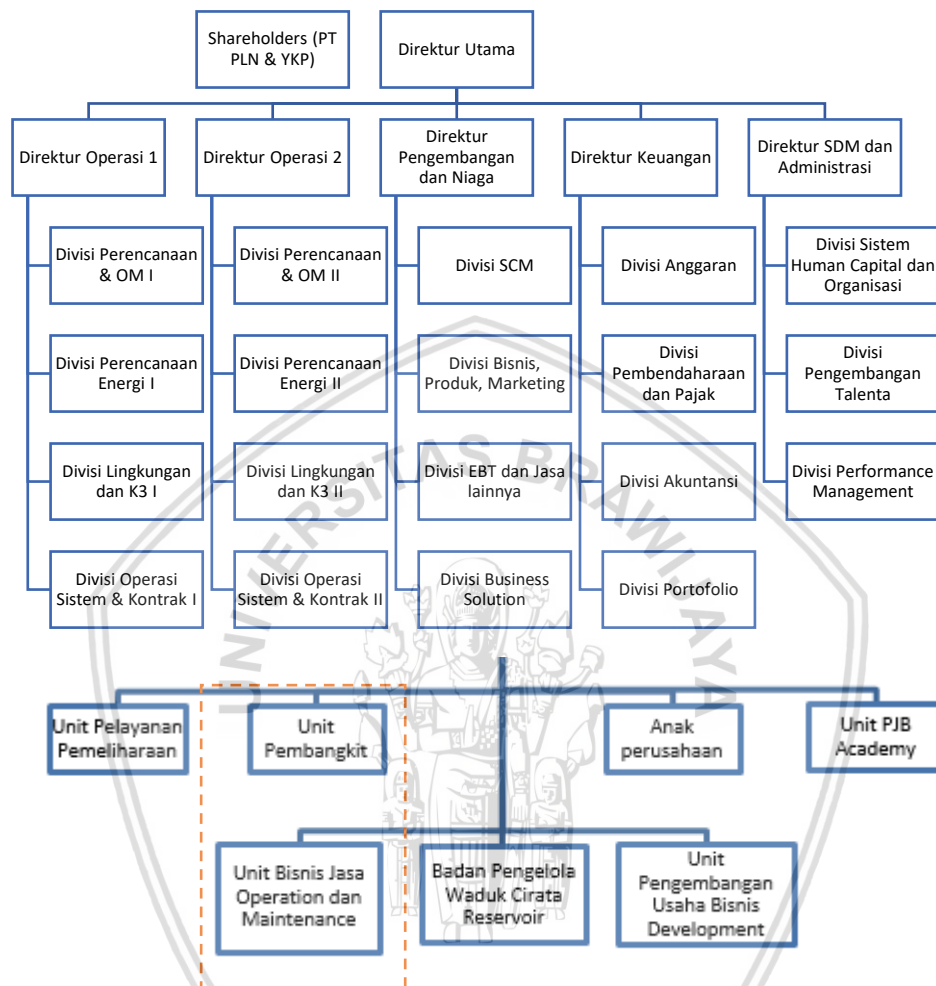 Shareholders (PT
PLN & YKP)
Direktur Utama
Direktur Operasi 1
Direktur Operasi 2
Direktur
Pengembangan
dan Niaga
Direktur Keuangan
Direktur SDM dan
Administrasi
Divisi Perencanaan
& OM I
Divisi Perencanaan
& OM II
Divisi SCM
Divisi Anggaran
Divisi Sistem
Human Capital dan
Organisasi
Divisi Perencanaan
Energi I
Divisi Perencanaan
Energi II
Divisi Bisnis,
Produk, Marketing
Divisi
Pembendaharaan
dan Pajak
Divisi
Pengembangan
Talenta
Divisi Lingkungan
dan K3 I
Divisi Lingkungan
dan K3 II
Divisi EBT dan Jasa
lainnya
Divisi Akuntansi
Divisi Performance
Management
Divisi Operasi
Sistem & Kontrak I
Divisi Operasi
Sistem & Kontrak II
Divisi Business
Solution
Divisi Portofolio
UNIVERSITAS BRAWIJAYA
Unit Pelayanan
Pemeliharaan
Unit
Pembangkit
Anak
perusahaan
Unit PJB
Academy
Unit Bisnis Jasa
Operation dan
Maintenance
Badan Pengelola
Waduk Cirata
Reservoir
Unit
Pengembangan
Usaha Bisnis
Development